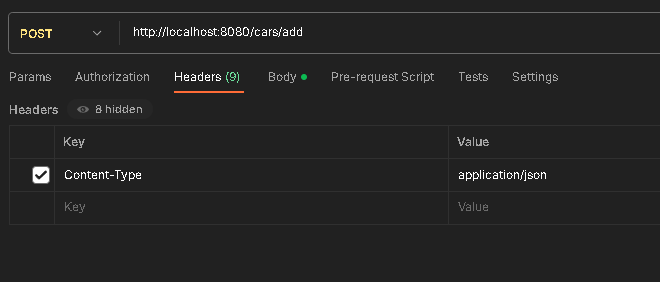 POST http://localhost:8080/cars/add
Params Authorization Headers (9) Body Pre-request Script Tests Settings
Headers 8 hidden
Key Value
Content-Type application/json
Key Value